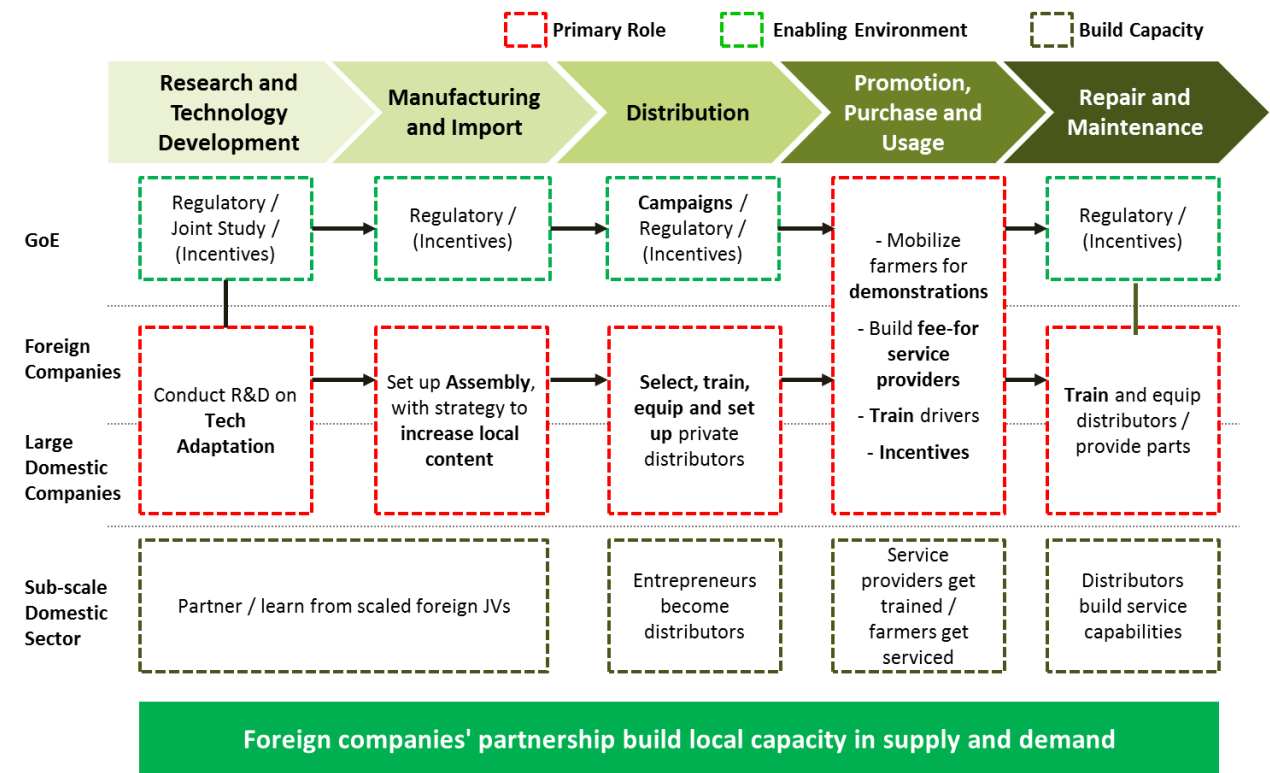 Primary Role
Enabling Environment
Build Capacity
Research and
Technology
Development
Manufacturing
and Import
Distribution
Promotion,
Purchase and
Usage
Repair and
Maintenance
GoE
Regulatory /
Joint Study /
(Incentives)
Regulatory /
(Incentives)
Campaigns /
Regulatory /
(Incentives)
- Mobilize
farmers for
demonstrations
- Build fee-for
service
providers
- Train drivers
- Incentives
Regulatory /
(Incentives)
Foreign
Companies
Large
Domestic
Companies
Conduct R&D on
Tech
Adaptation
Set up Assembly,
with strategy to
increase local
content
Select, train,
equip and set
up private
distributors
Train and equip
distributors /
provide parts
Sub-scale
Domestic
Sector
Partner / learn from scaled foreign JVs
Entrepreneurs
become
distributors
Service
providers get
trained /
farmers get
serviced
Distributors
build service
capabilities
Foreign companies' partnership build local capacity in supply and demand